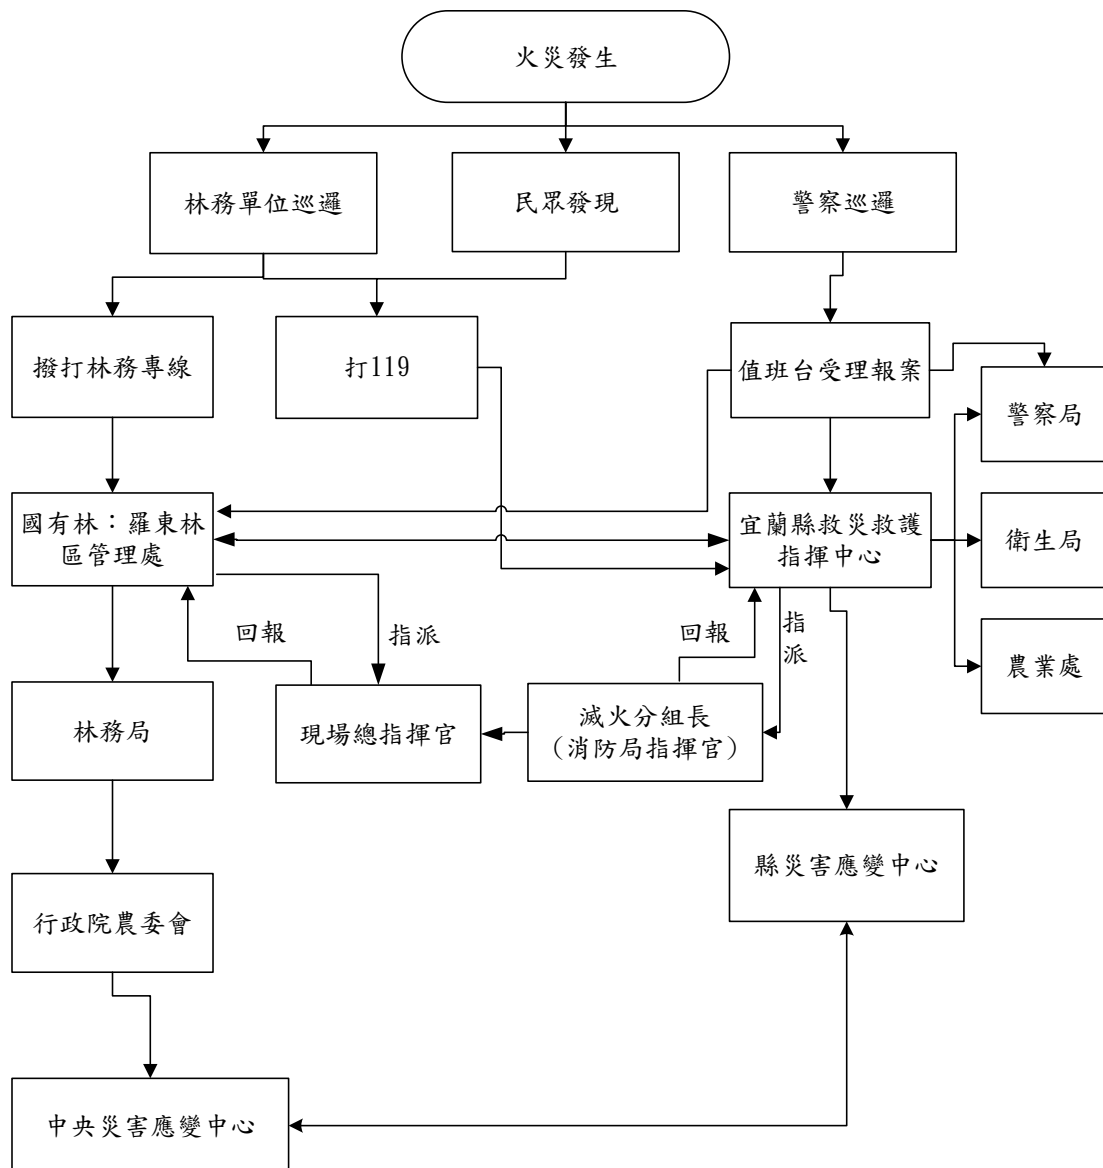 火災發生
林務單位巡邏
民眾發現
警察巡邏
撥打林務專線
打119
值班台受理報案
警察局
國有林：羅東林
區管理處
宜蘭縣救災救護
指揮中心
衛生局
回報
指派
回報
指
派
農業處
林務局
現場總指揮官
滅火分組長
（消防局指揮官）
縣災害應變中心
行政院農委會
中央災害應變中心